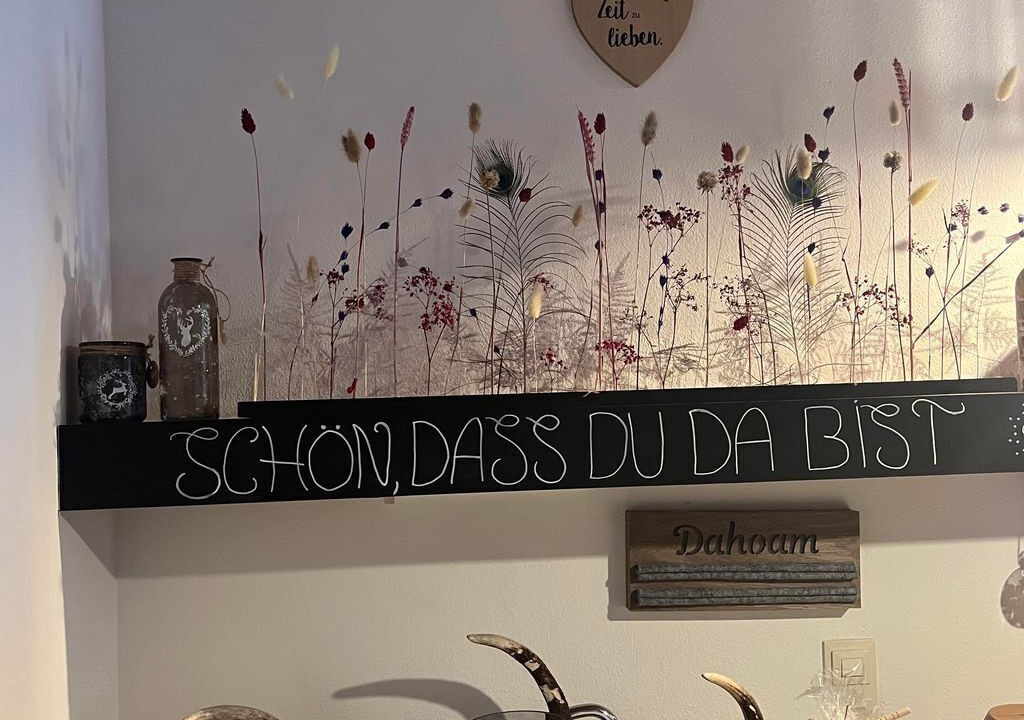 Zeit zu
lieben.
SCHÖN, DASS DU DA BIST
Dahoam